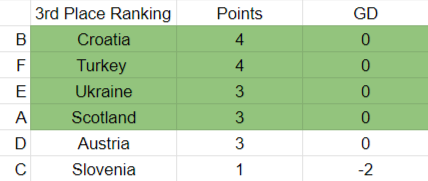 3rd Place Ranking Points GD
B Croatia 4 0
F Turkey 4 0
E Ukraine 3 0
A Scotland 3 0
D Austria 3 0
C Slovenia 1 -2